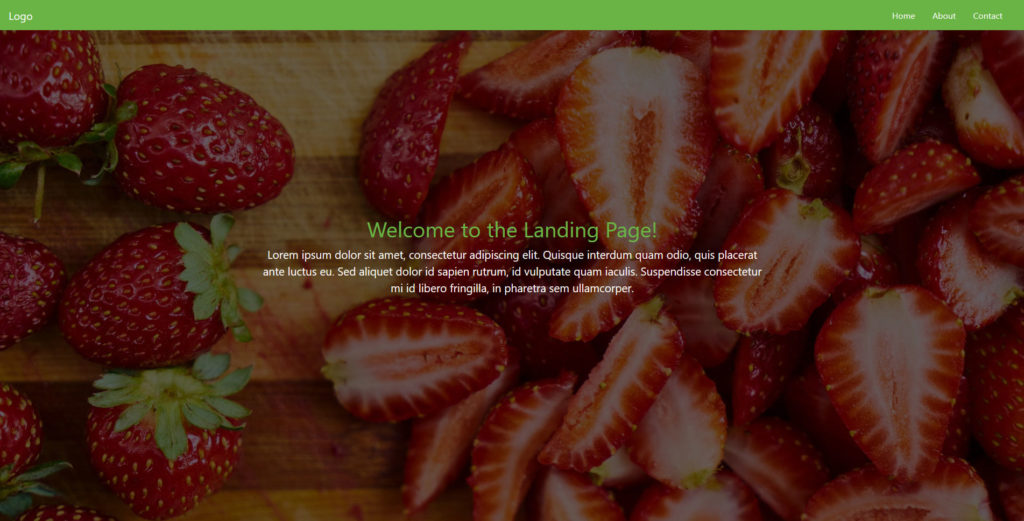 Logo
Home About Contact
Welcome to the Landing Page!
Lorem ipsum dolor sit amet, consectetur adipiscing elit. Quisque interdum quam odio, quis placerat
ante luctus eu. Sed aliquet dolor id sapien rutrum, id vulputate quam iaculis. Suspendisse consectetur
mi id libero fringilla, in pharetra sem ullamcorper.